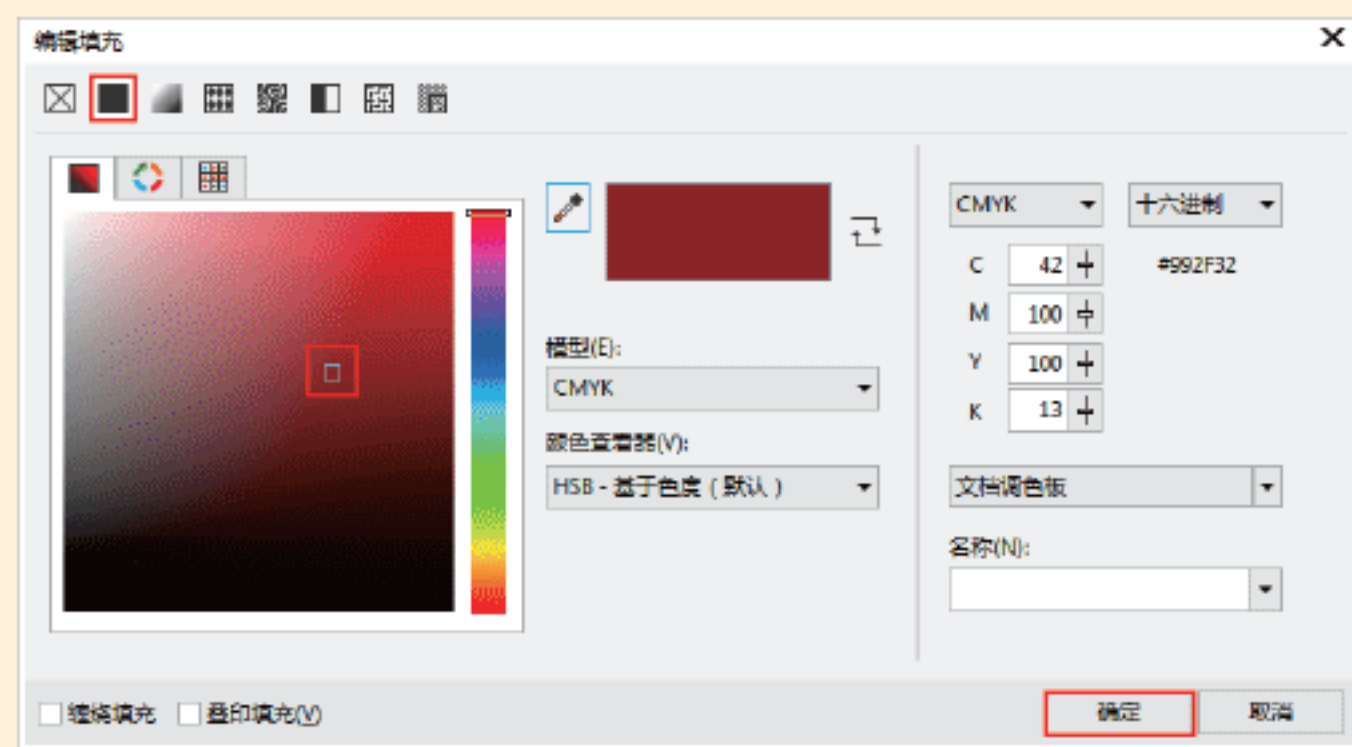 编辑填充
CMYK
十六进制
C 42
#992F32
M 100
模型(E):
Y 100
CMYK
K 13
颜色查看器(V):
HSB - 基于色度（默认）
文档调色板
名称(N):
缠绕填充
叠印填充(V)
确定
取消